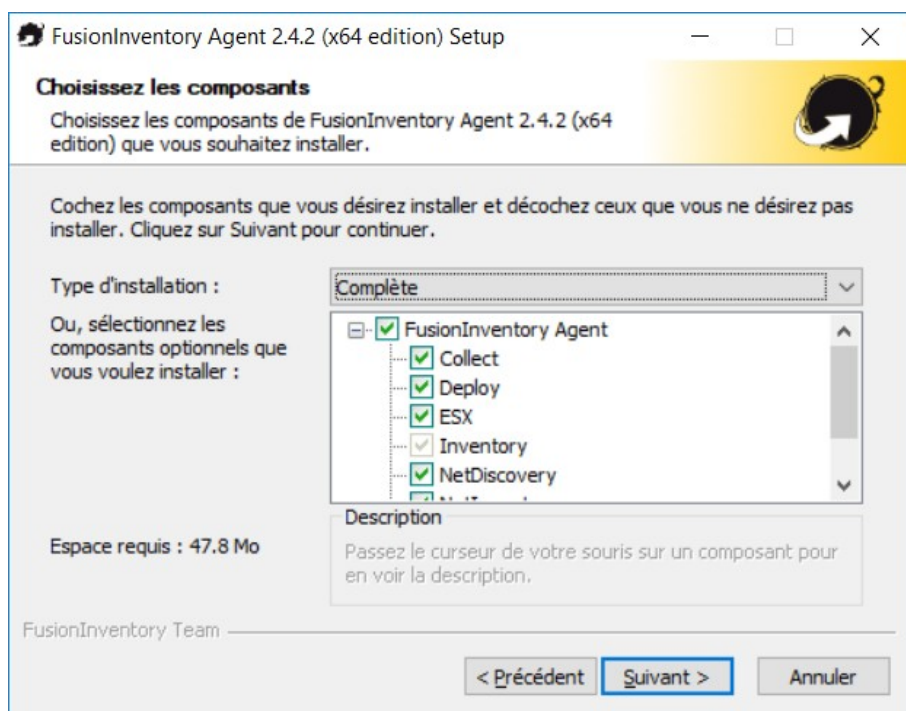 FusionInventory Agent 2.4.2 (x64 edition) Setup
Choisissez les composants
Choisissez les composants de FusionInventory Agent 2.4.2 (x64
edition) que vous souhaitez installer.
Cochez les composants que vous désirez installer et décochez ceux que vous ne désirez pas
installer. Cliquez sur Suivant pour continuer.
Type d'installation :
Complète
Ou, sélectionnez les
composants optionnels que
vous voulez installer :
FusionInventory Agent
Collect
Deploy
ESX
Inventory
NetDiscovery
Espace requis : 47.8 Mo
Description
Passez le curseur de votre souris sur un composant pour
en voir la description.
FusionInventory Team
< Précédent
Suivant >
Annuler